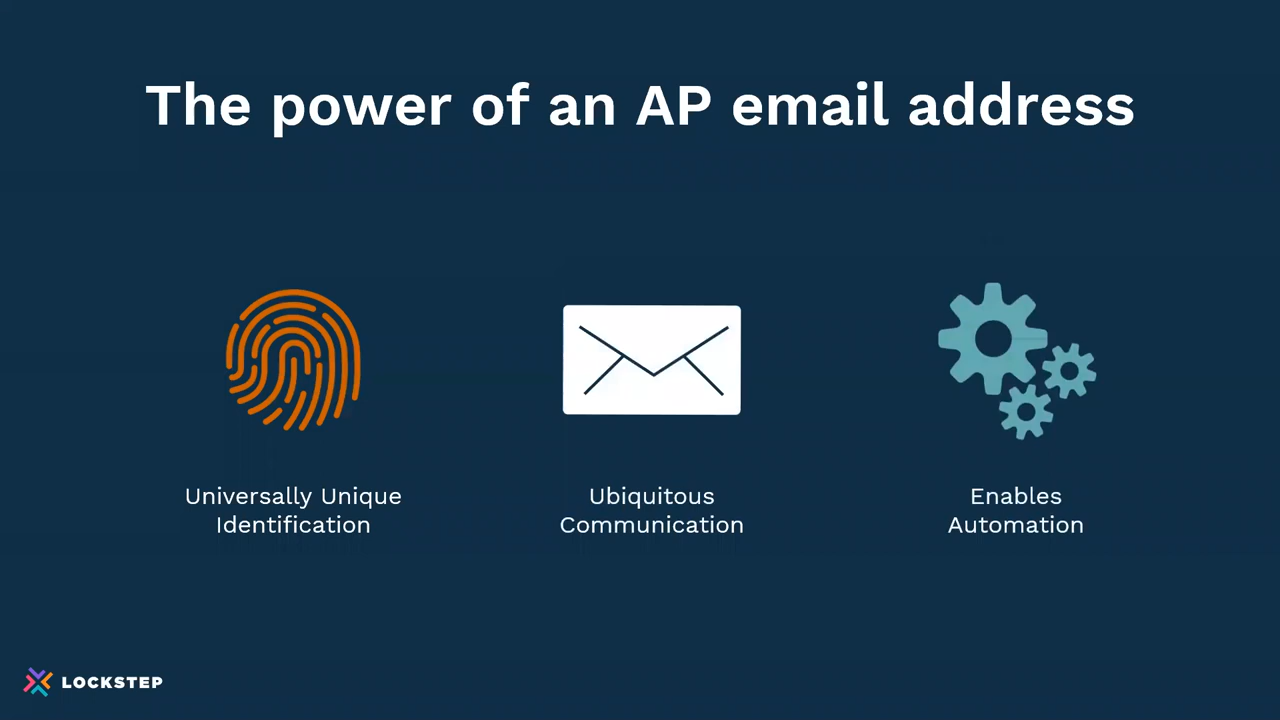 The power of an AP email address
Universally Unique
Identification
Ubiquitous
Communication
Enables
Automation
LOCKSTEP